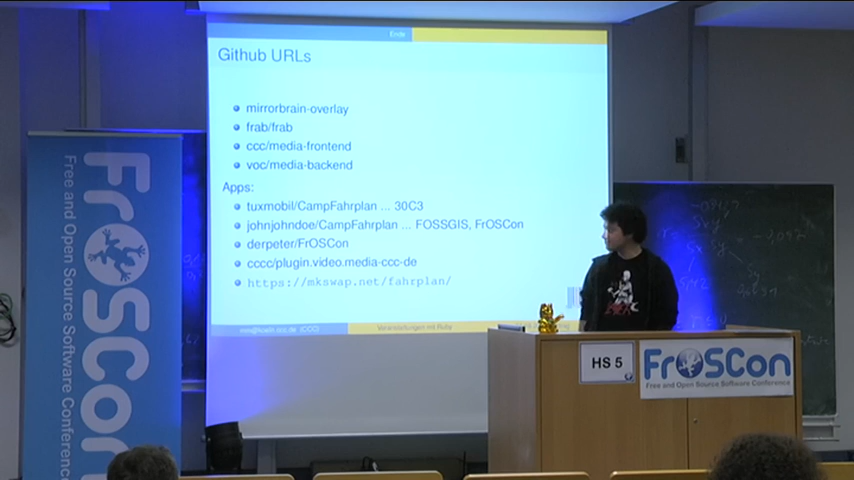 Ende
Github URLs
mirrorbrain-overlay
frab/frab
ccc/media-frontend
voc/media-backend
Apps:
tuxmobil/CampFahrplan ... 30C3
johnjohndoe/CampFahrplan ... FOSSGIS, FrOSCon
derpeter/FrOSCON
cccc/plugin.video.media-ccc-de
https://mkswap.net/fahrplan/
Veranstaltungen mit Ruby
FrOSCon
Free and Open Source Software Conference
HS 5
FrOSCon
Free and Open Source Software Conference